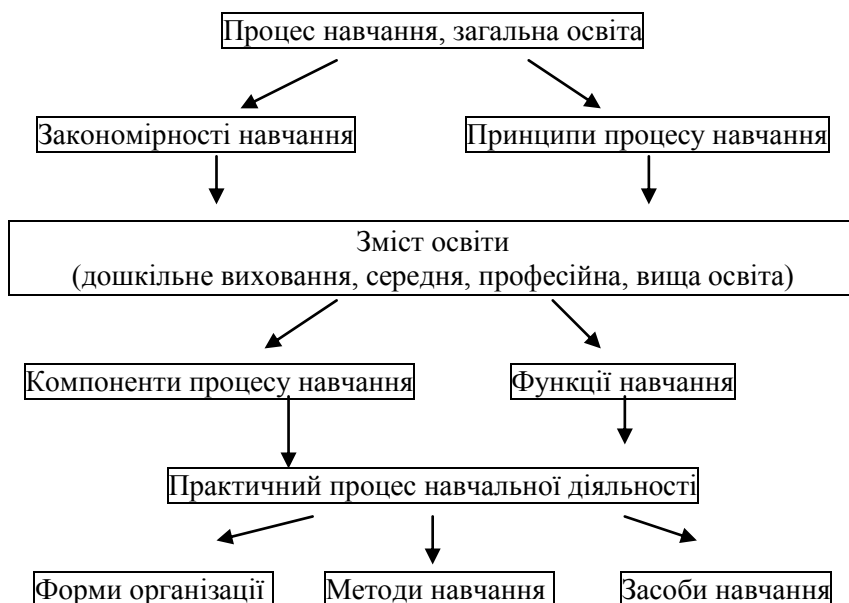 Процес навчання, загальна освіта
Закономірності навчання
Принципи процесу навчання
Зміст освіти
(дошкільне виховання, середня, професійна, вища освіта)
Компоненти процесу навчання
Функції навчання
Практичний процес навчальної діяльності
Форми організації
Методи навчання
Засоби навчання